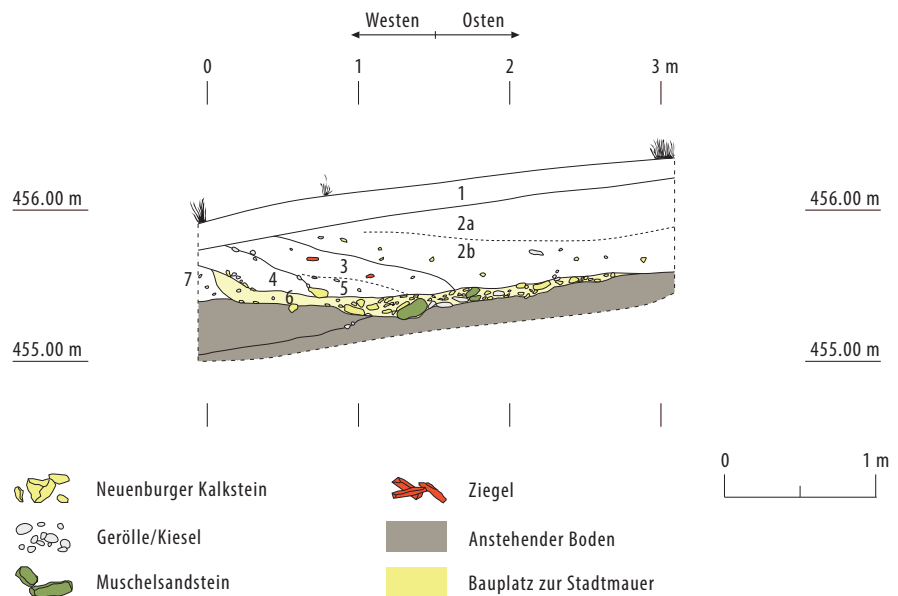 Westen Osten
0 1 2 3 m
456.00 m 456.00 m
1
2a
2b
3
7 4 5
6
455.00 m 455.00 m
0 1 m
Neuenburger Kalkstein Ziegel
Gerölle/Kiesel Anstehender Boden
Muschelsandstein Bauplatz zur Stadtmauer